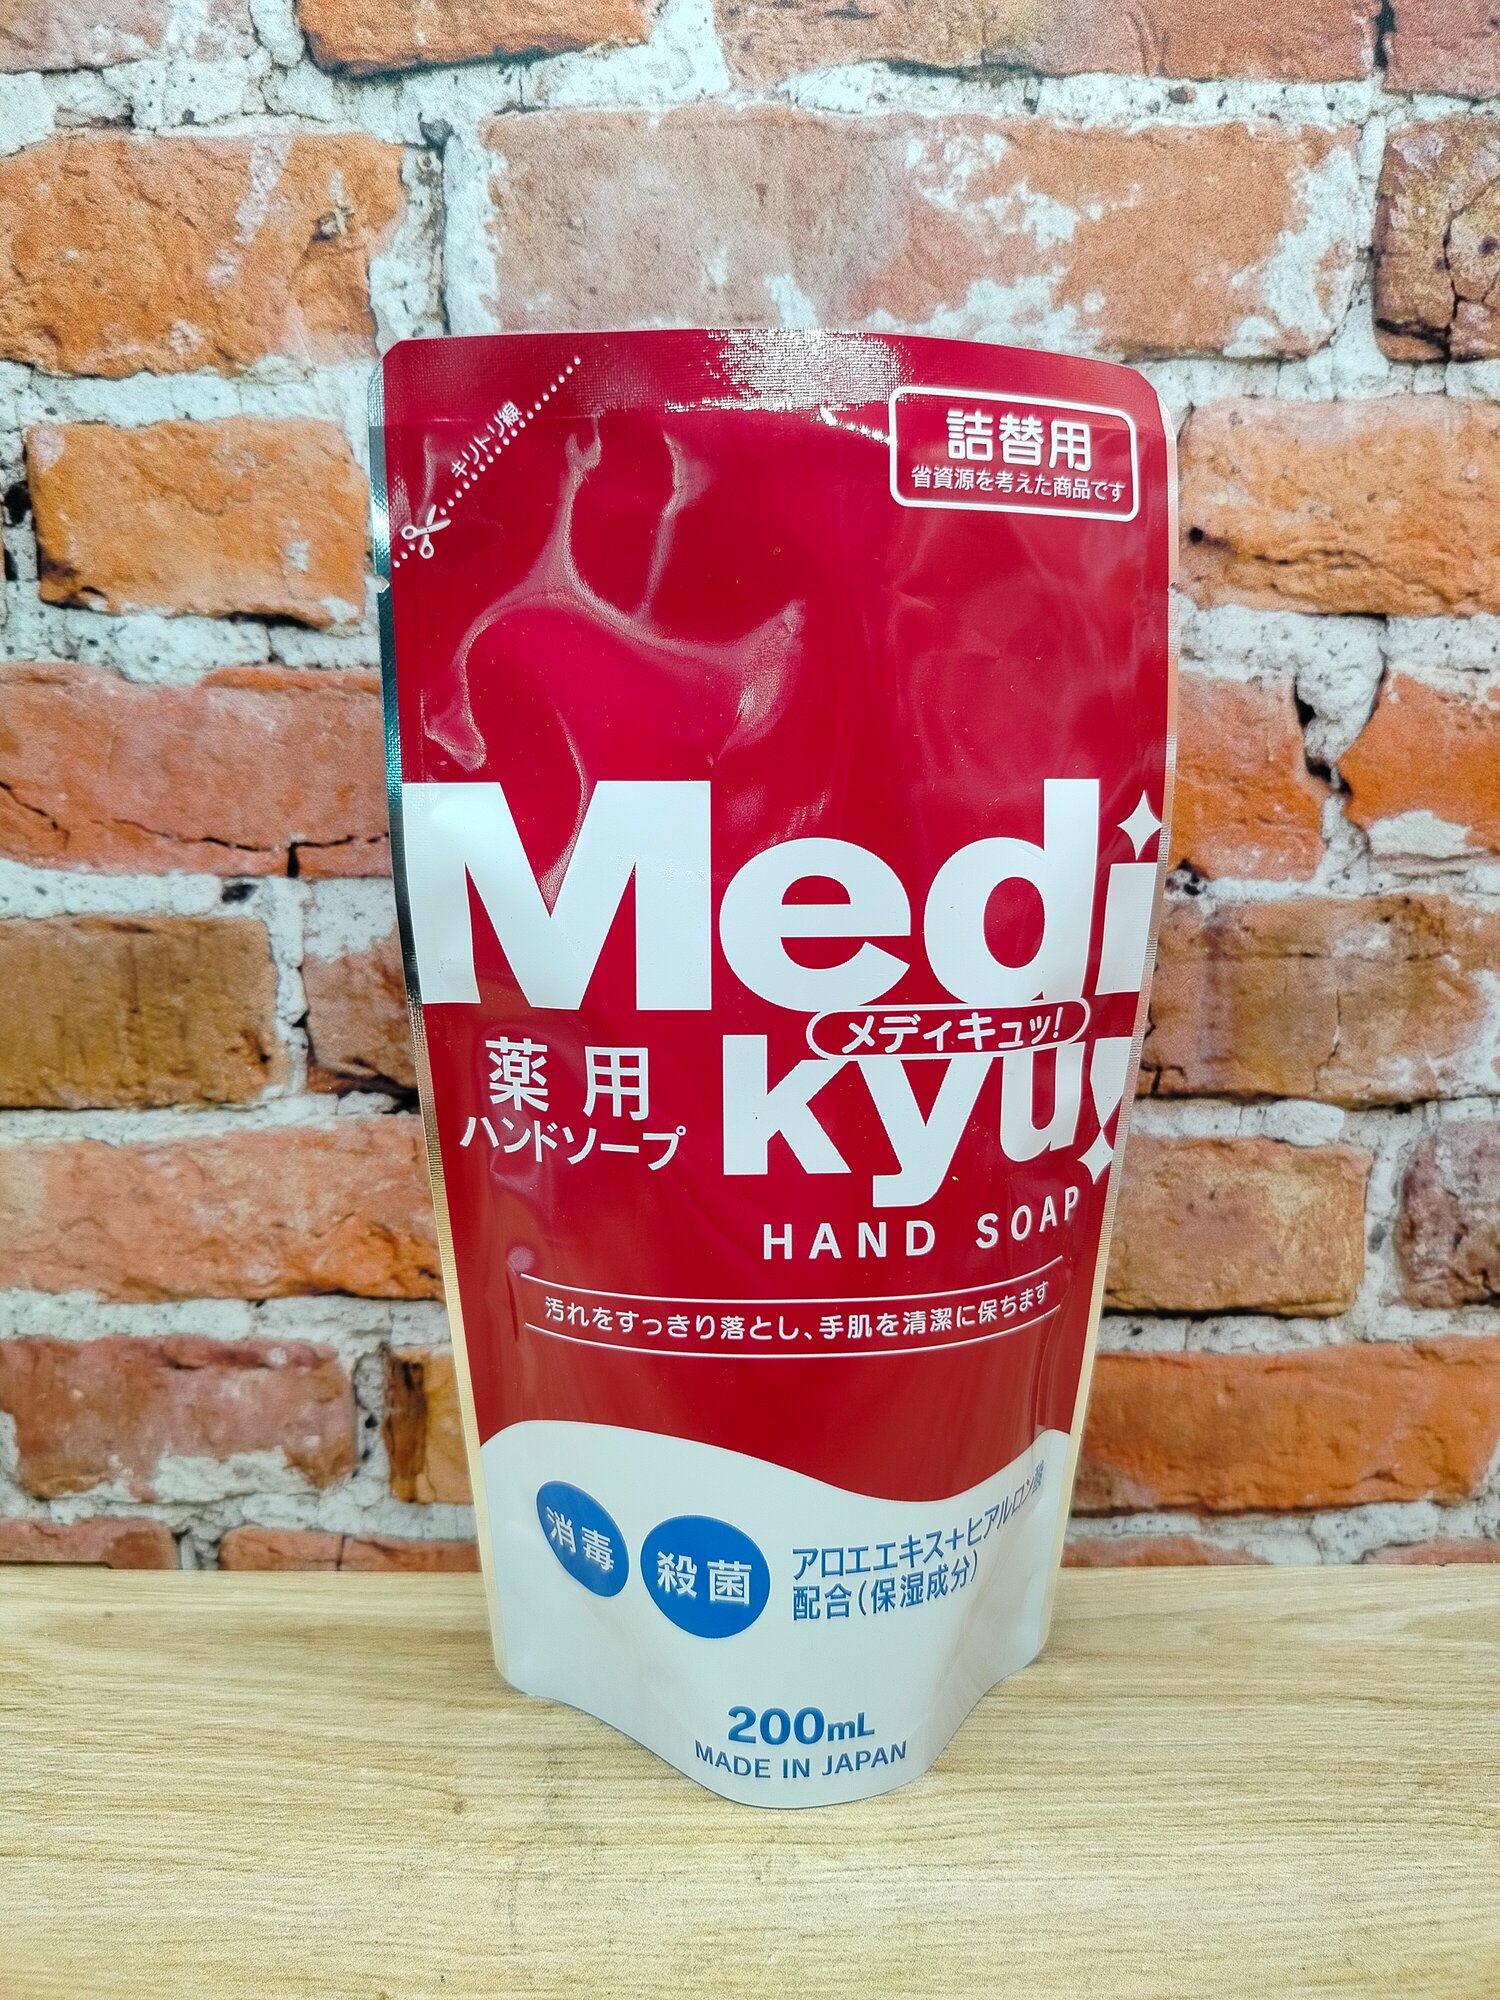 キリトリ線
詰替用
省資源を考えた商品です
Medi
メディキュッ!
kyu!
薬用
ハンドソープ
HAND SOAP
汚れをすっきり落とし、手肌を清潔に保ちます
消毒
殺菌
アロエエキス+ヒアルロン酸
配合(保湿成分)
200mL
MADE IN JAPAN